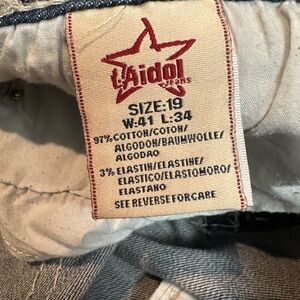 L'Aidol
Jeans
SIZE:19
W-41 L:34
97% COTTON/COTON/
ALGODON/BAUMWOLLE/
ALGODAO
3% ELASTIN/ELASTINE/
ELASTICO/ELASTOMORO/
ELASTANO
SEE REVERSE FOR CARE